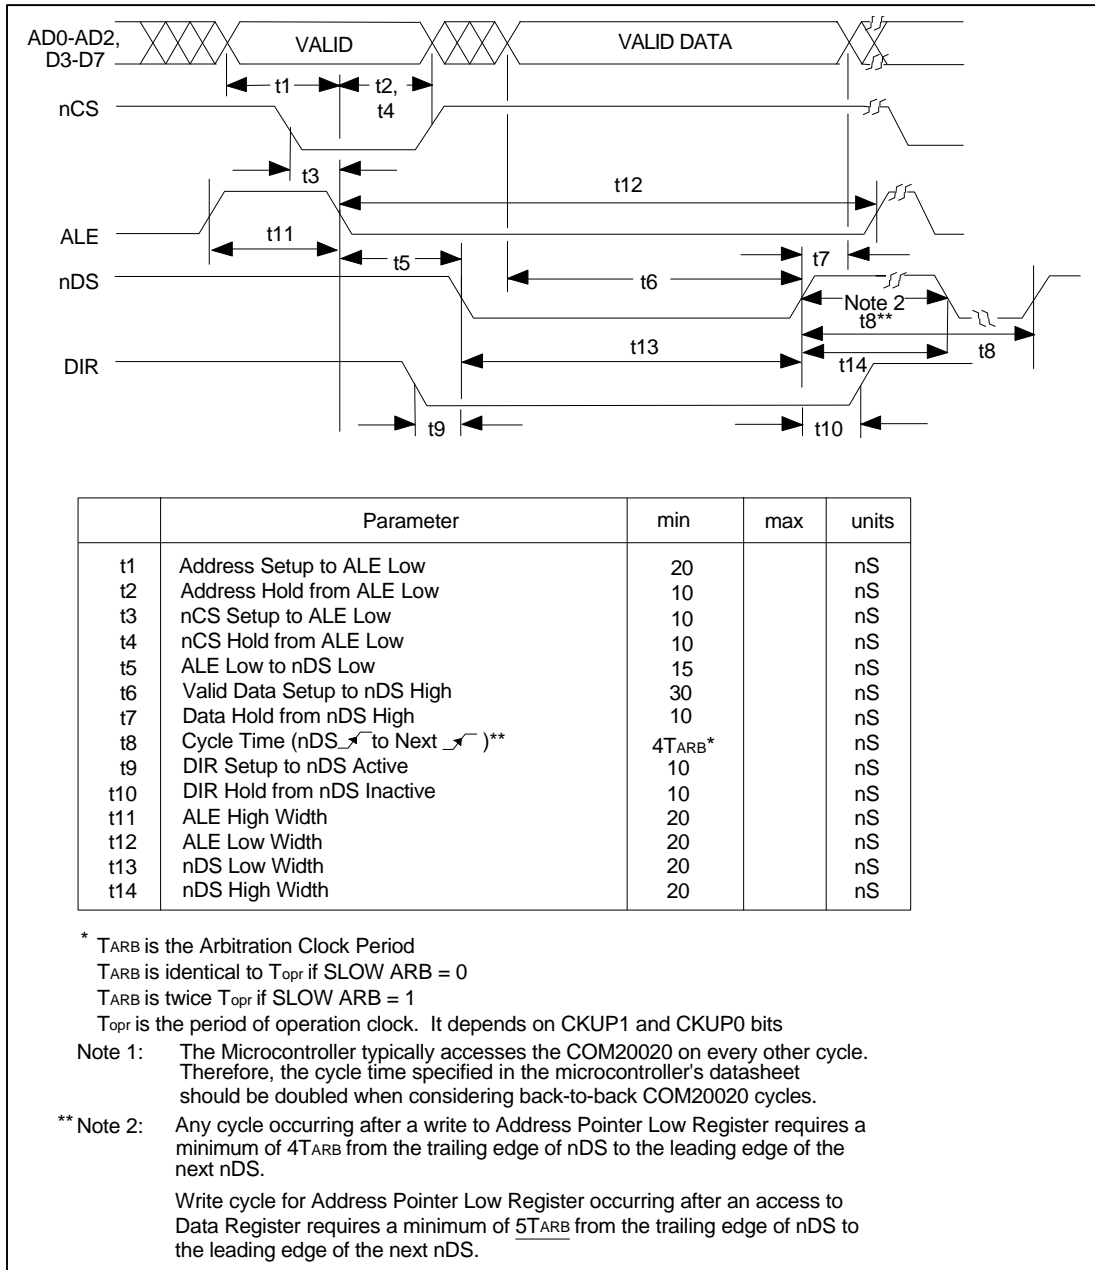 AD0-AD2,
D3-D7
VALID
VALID DATA
t1
t2,
t4
nCS
t3
t12
ALE
t11
t5
t7
nDS
t6
Note 2
t8**
t13
t8
DIR
t14
t9
t10
Parameter min max units
t1 Address Setup to ALE Low 20 nS
t2 Address Hold from ALE Low 10 nS
t3 nCS Setup to ALE Low 10 nS
t4 nCS Hold from ALE Low 10 nS
t5 ALE Low to nDS Low 15 nS
t6 Valid Data Setup to nDS High 30 nS
t7 Data Hold from nDS High 10 nS
t8 Cycle Time (nDS to Next )** 4TARB* nS
t9 DIR Setup to nDS Active 10 nS
t10 DIR Hold from nDS Inactive 10 nS
t11 ALE High Width 20 nS
t12 ALE Low Width 20 nS
t13 nDS Low Width 20 nS
t14 nDS High Width 20 nS
* TARB is the Arbitration Clock Period
TARB is identical to Topr if SLOW ARB = 0
TARB is twice Topr if SLOW ARB = 1
Topr is the period of operation clock. It depends on CKUP1 and CKUP0 bits
Note 1: The Microcontroller typically accesses the COM20020 on every other cycle.
Therefore, the cycle time specified in the microcontroller's datasheet
should be doubled when considering back-to-back COM20020 cycles.
** Note 2: Any cycle occurring after a write to Address Pointer Low Register requires a
minimum of 4TARB from the trailing edge of nDS to the leading edge of the
next nDS.
Write cycle for Address Pointer Low Register occurring after an access to
Data Register requires a minimum of 5TARB from the trailing edge of nDS to
the leading edge of the next nDS.